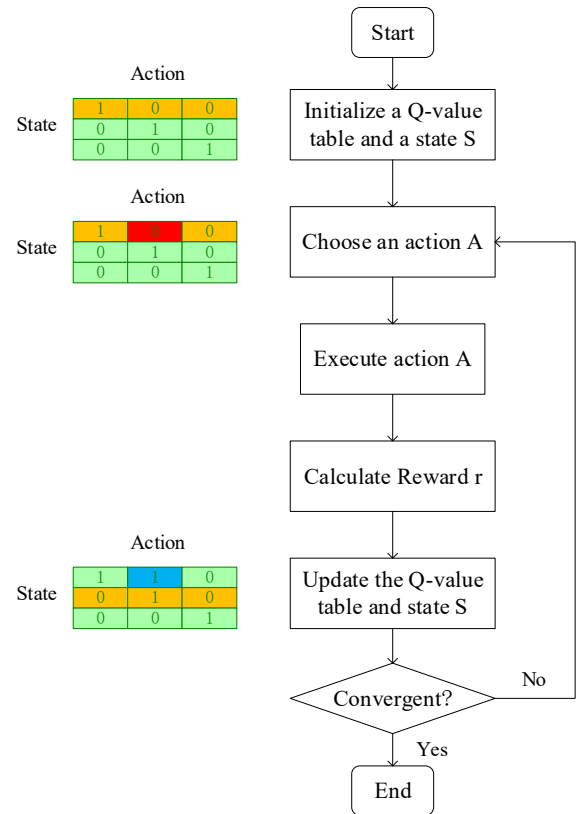 Start
Action
State
1 0 0
0 1 0
0 0 1
Initialize a Q-value
table and a state S
Action
State
1 0 0
0 1 0
0 0 1
Choose an action A
Execute action A
Calculate Reward r
Action
State
1 1 0
0 1 0
0 0 1
Update the Q-value
table and state S
Convergent?
No
Yes
End